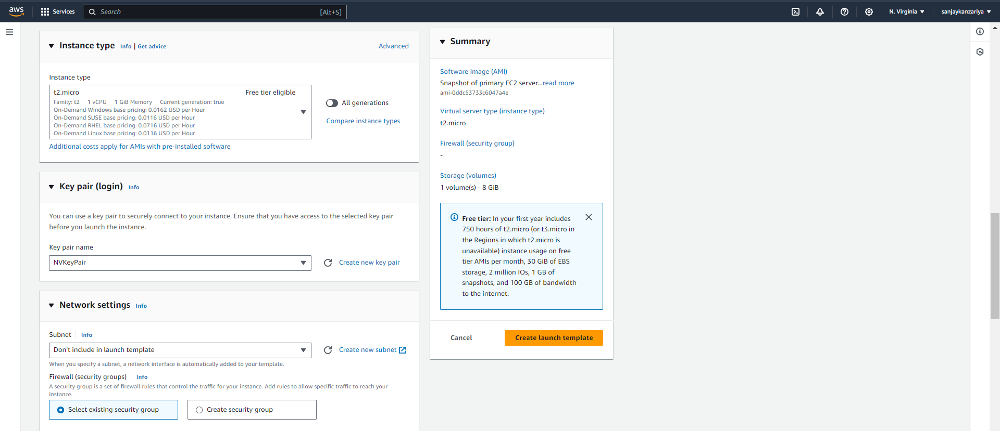 aws Services Search [Alt+S] N. Virginia sanjaykanzariya
Instance type Info | Get advice Advanced
Instance type
t2.micro Free tier eligible
Family: t2 1 vCPU 1 GiB Memory Current generation: true
On-Demand Windows base pricing: 0.0162 USD per Hour
On-Demand SUSE base pricing: 0.0116 USD per Hour
On-Demand RHEL base pricing: 0.0716 USD per Hour
On-Demand Linux base pricing: 0.0116 USD per Hour
All generations
Compare instance types
Additional costs apply for AMIs with pre-installed software
Key pair (login) Info
You can use a key pair to securely connect to your instance. Ensure that you have access to the selected key pair
before you launch the instance.
Key pair name
NVKeyPair Create new key pair
Network settings Info
Subnet Info
Don't include in launch template Create new subnet
When you specify a subnet, a network interface is automatically added to your template.
Firewall (security groups) Info
A security group is a set of firewall rules that control the traffic for your instance. Add rules to allow specific traffic to reach your
instance.
Select existing security group Create security group
Summary
Software Image (AMI)
Snapshot of primary EC2 server...read more
ami-0ddc53733c6047a4e
Virtual server type (instance type)
t2.micro
Firewall (security group)
-
Storage (volumes)
1 volume(s) - 8 GiB
Free tier: In your first year includes
750 hours of t2.micro (or t3.micro in
the Regions in which t2.micro is
unavailable) instance usage on free
tier AMIs per month, 30 GiB of EBS
storage, 2 million IOs, 1 GB of
snapshots, and 100 GB of bandwidth
to the internet.
Cancel Create launch template